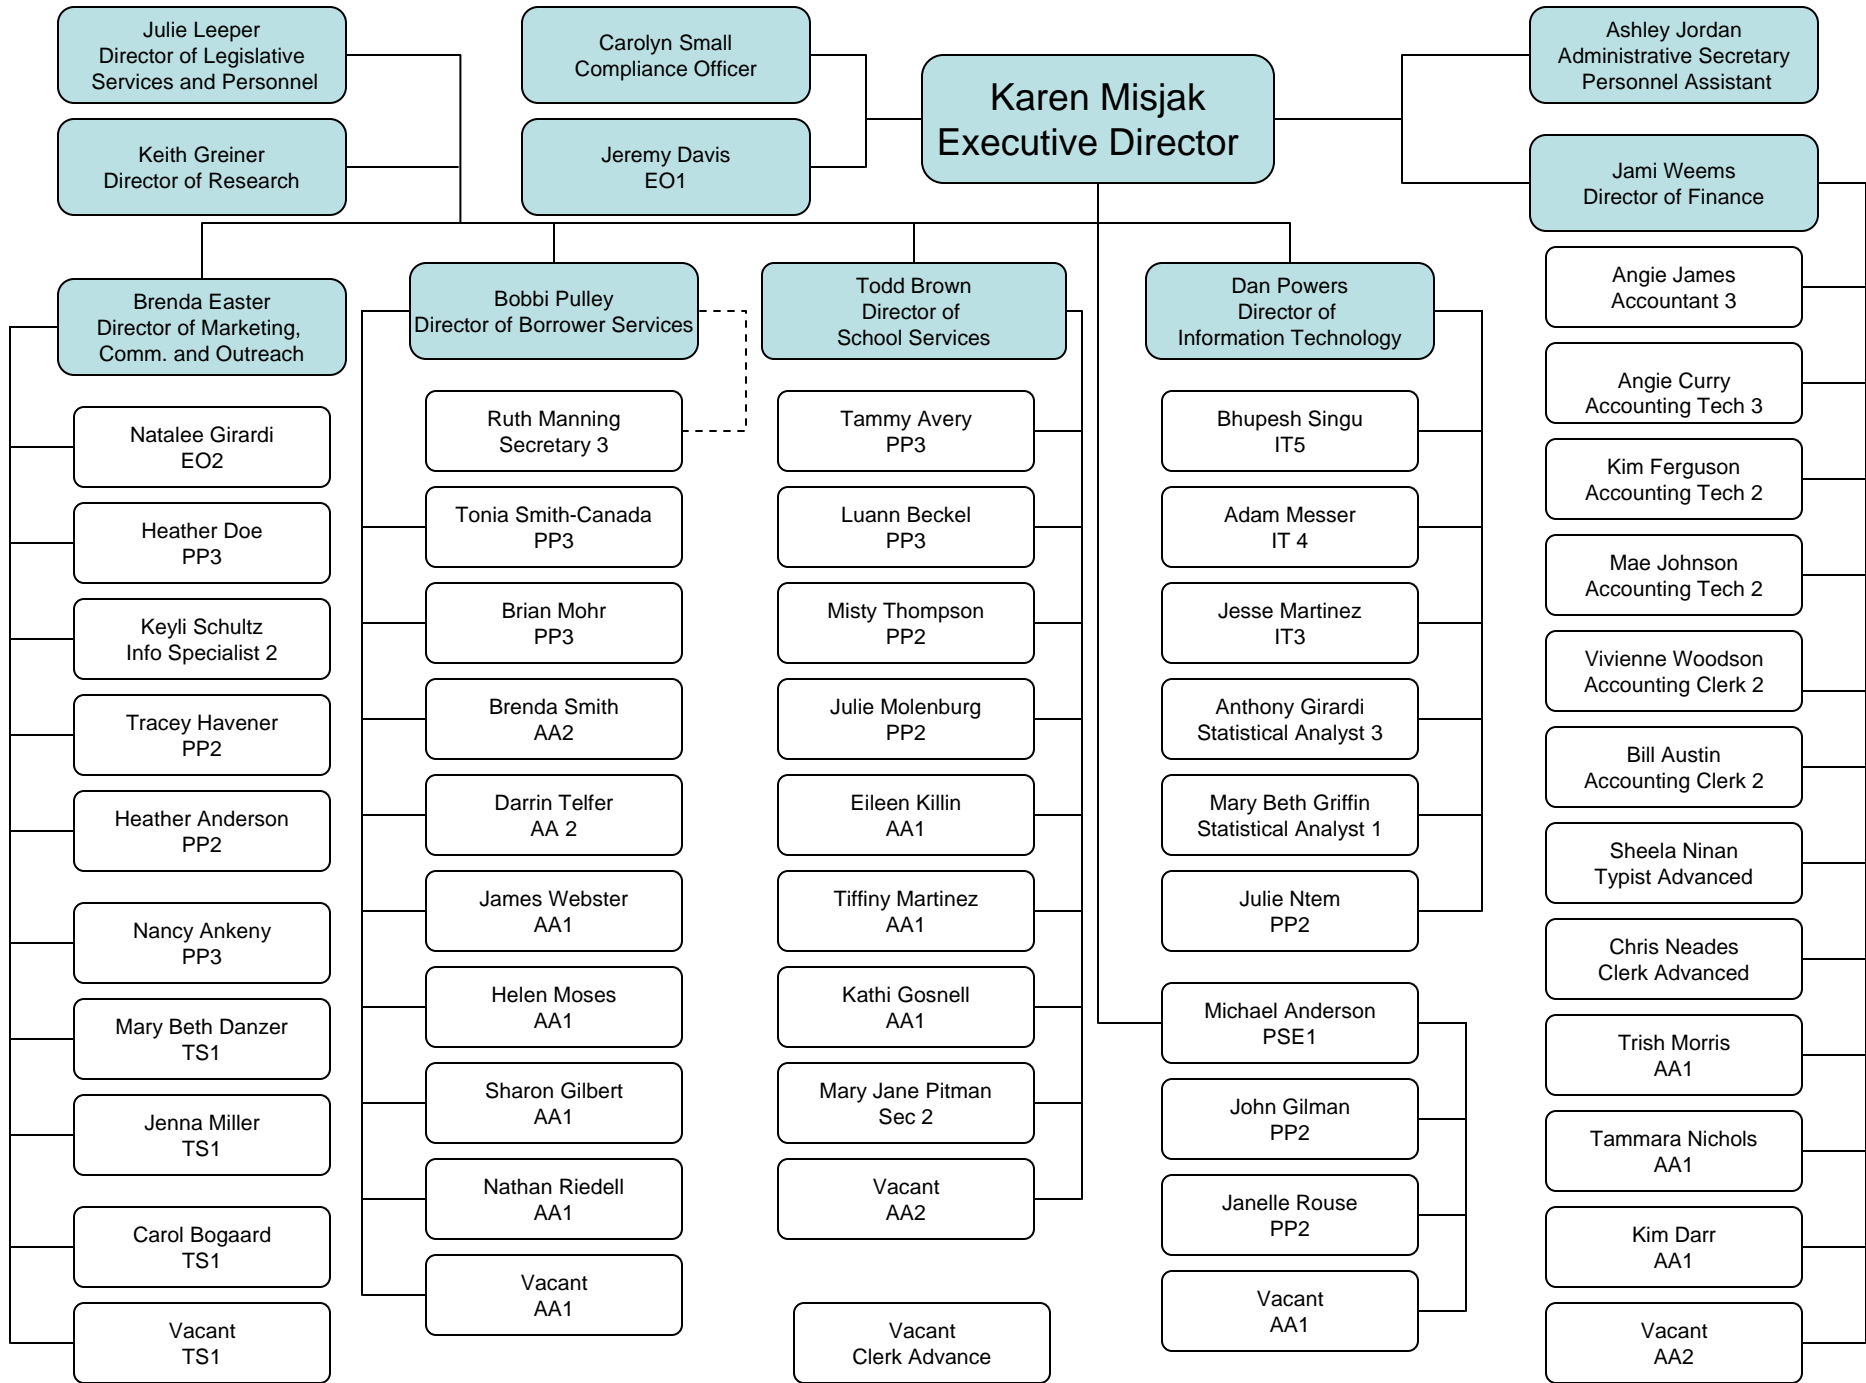 Julie Leeper
Director of Legislative
Services and Personnel
Keith Greiner
Director of Research
Carolyn Small
Compliance Officer
Jeremy Davis
EO1
Karen Misjak
Executive Director
Ashley Jordan
Administrative Secretary
Personnel Assistant
Jami Weems
Director of Finance
Brenda Easter
Director of Marketing,
Comm. and Outreach
Natalee Girardi
EO2
Heather Doe
PP3
Keyli Schultz
Info Specialist 2
Tracey Havener
PP2
Heather Anderson
PP2
Nancy Ankeny
PP3
Mary Beth Danzer
TS1
Jenna Miller
TS1
Carol Bogaard
TS1
Vacant
TS1
Bobbi Pulley
Director of Borrower Services
Ruth Manning
Secretary 3
Tonia Smith-Canada
PP3
Brian Mohr
PP3
Brenda Smith
AA2
Darrin Telfer
AA 2
James Webster
AA1
Helen Moses
AA1
Sharon Gilbert
AA1
Nathan Riedell
AA1
Vacant
AA1
Todd Brown
Director of
School Services
Tammy Avery
PP3
Luann Beckel
PP3
Misty Thompson
PP2
Julie Molenburg
PP2
Eileen Killin
AA1
Tiffiny Martinez
AA1
Kathi Gosnell
AA1
Mary Jane Pitman
Sec 2
Vacant
AA2
Vacant
Clerk Advance
Dan Powers
Director of
Information Technology
Bhupesh Singu
IT5
Adam Messer
IT 4
Jesse Martinez
IT3
Anthony Girardi
Statistical Analyst 3
Mary Beth Griffin
Statistical Analyst 1
Julie Ntem
PP2
Michael Anderson
PSE1
John Gilman
PP2
Janelle Rouse
PP2
Vacant
AA1
Angie James
Accountant 3
Angie Curry
Accounting Tech 3
Kim Ferguson
Accounting Tech 2
Mae Johnson
Accounting Tech 2
Vivienne Woodson
Accounting Clerk 2
Bill Austin
Accounting Clerk 2
Sheela Ninan
Typist Advanced
Chris Neades
Clerk Advanced
Trish Morris
AA1
Tammara Nichols
AA1
Kim Darr
AA1
Vacant
AA2